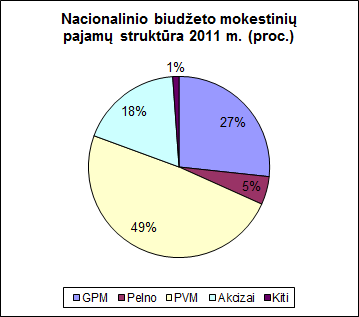 Nacionalinio biudžeto mokestinių
pajamų struktūra 2011 m. (proc.)
1%
18%
27%
5%
49%
GPM Pelno PVM Akcizai Kiti